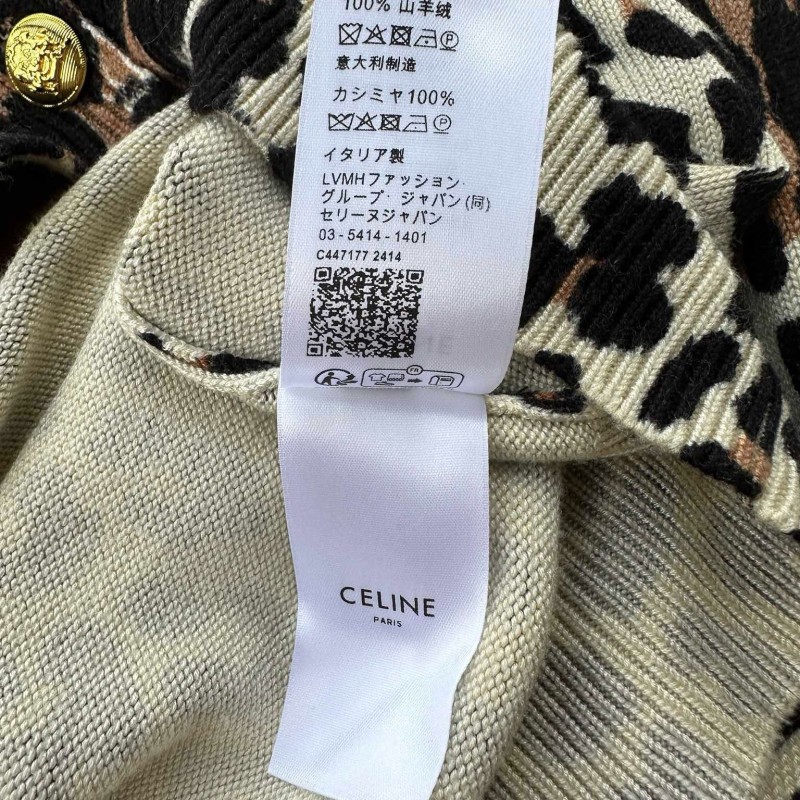 100% 山羊绒
意大利制造
カシミヤ100%
イタリア製
LVMHファッション・
グループ・ジャパン(同)
セリーヌジャパン
03 - 5414 - 1401
C447177 2414
FR
CELINE
PARIS